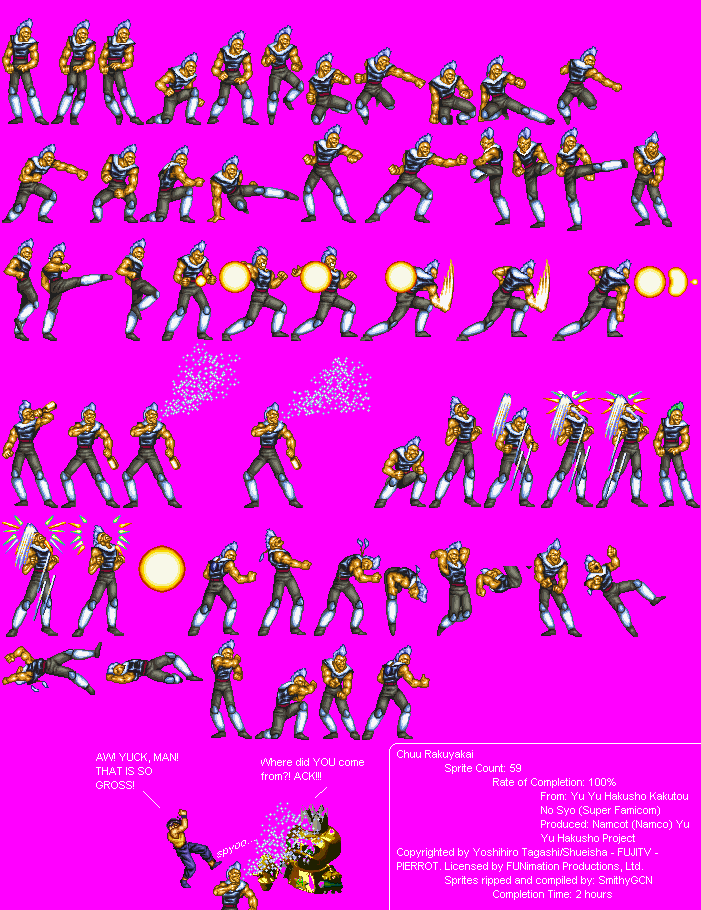 AW! YUCK, MAN!
THAT IS SO
GROSS!
Where did YOU come
from?! ACK!!!
spyoo
Chuu Rakuyakai
Sprite Count: 59
Rate of Completion: 100%
From: Yu Yu Hakusho Kakutou
No Syo (Super Famicom)
Produced: Namcot (Namco) Yu
Yu Hakusho Project
Copyrighted by Yoshihiro Tagashi/Shueisha - FUJITV -
PIERROT. Licensed by FUNimation Productions, Ltd.
Sprites ripped and compiled by: SmithyGCN
Completion Time: 2 hours